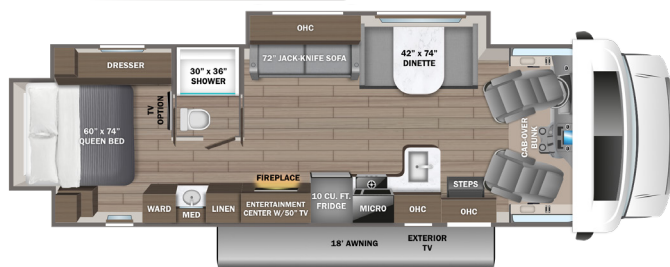 OHC
DRESSER
30" x 36"
SHOWER
72" JACK-KNIFE SOFA
42" x 74"
DINETTE
TV
OPTION
60" x 74"
QUEEN BED
CAB-OVER
BUNK
FIREPLACE
STEPS
WARD
MED
LINEN
ENTERTAINMENT
CENTER W/50" TV
10 CU. FT.
FRIDGE
MICRO
OHC
OHC
18' AWNING
EXTERIOR
TV